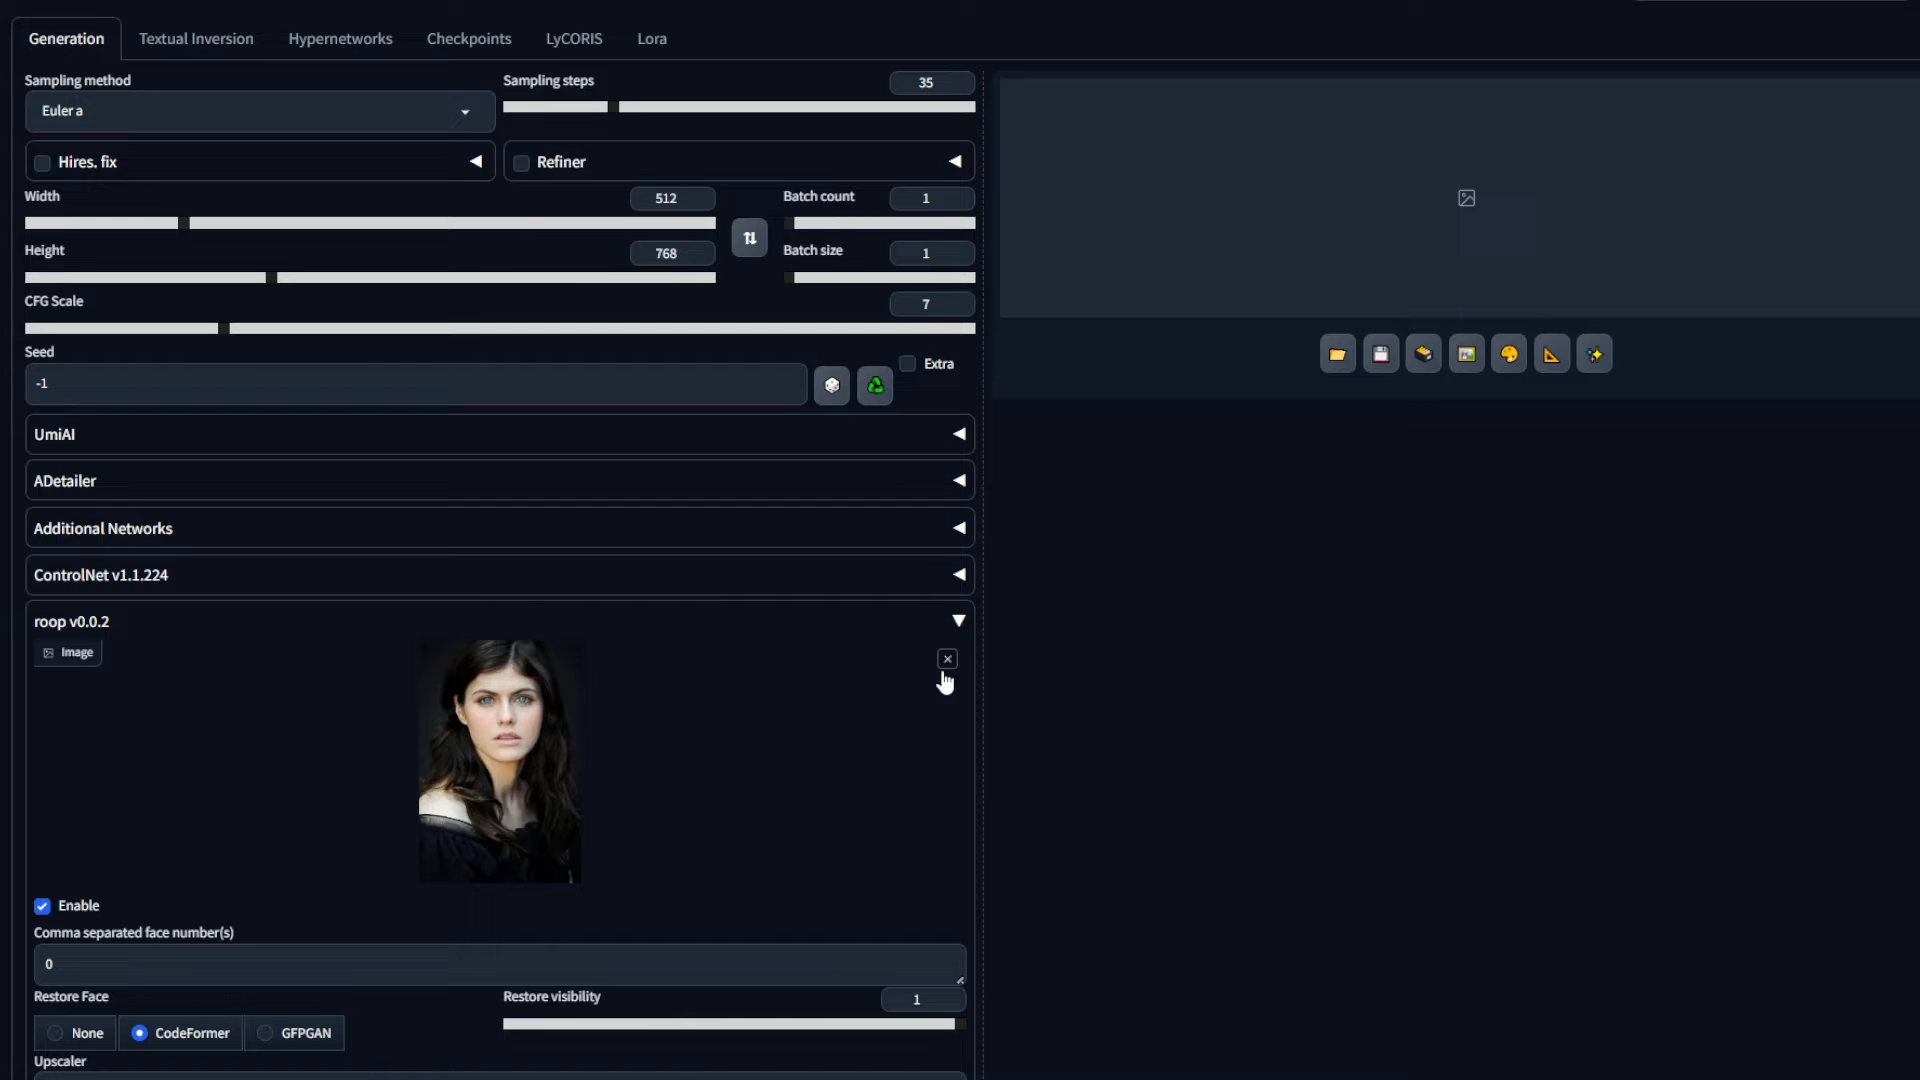 Generation Textual Inversion Hypernetworks Checkpoints LyCORIS Lora
Sampling method Sampling steps 35
Euler a
Hires. fix Refiner
Width 512 Batch count 1
Height 768 Batch size 1
CFG Scale 7
Seed Extra
-1
UmiAI
ADetailer
Additional Networks
ControlNet v1.1.224
roop v0.0.2
Image
Enable
Comma separated face number(s)
0
Restore Face Restore visibility 1
None CodeFormer GFPGAN
Upscaler